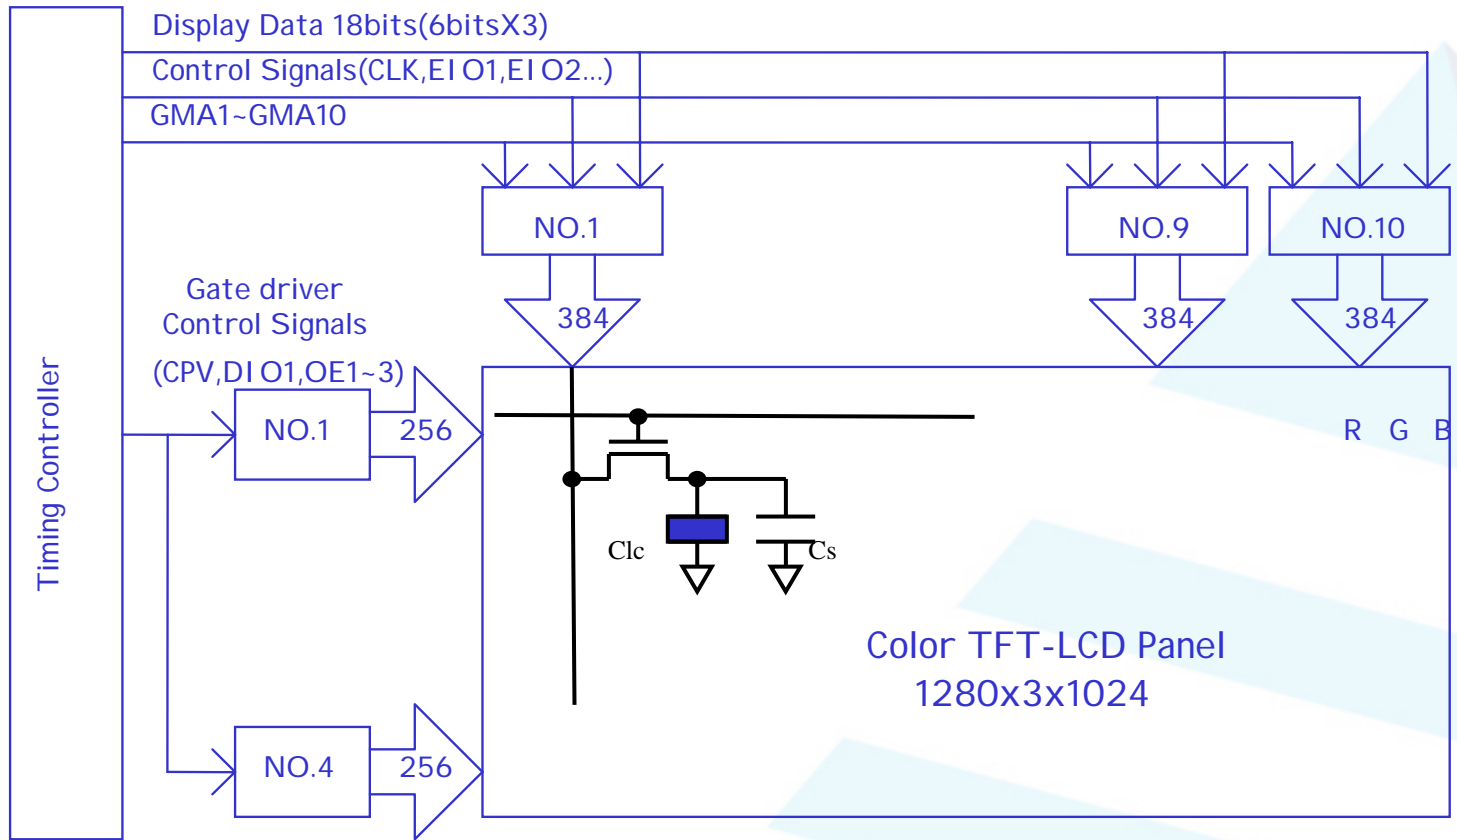 Display Data 18bits(6bitsX3)
Control Signals(CLK,EIO1,EIO2...)
GMA1~GMA10
NO.1
NO.9
NO.10
384
384
384
Gate driver
Control Signals
(CPV,DIO1,OE1~3)
Timing Controller
NO.1
256
R G B
Clc
Cs
Color TFT-LCD Panel
1280x3x1024
NO.4
256